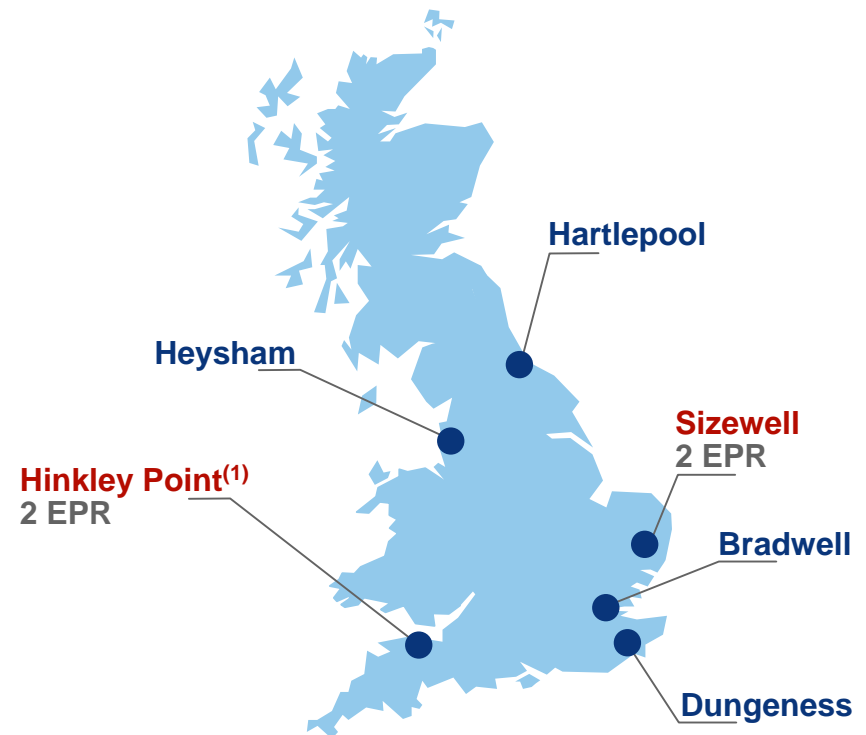 Hartlepool
Heysham
Sizewell
2 EPR
Hinkley Point(1)
2 EPR
Bradwell
Dungeness